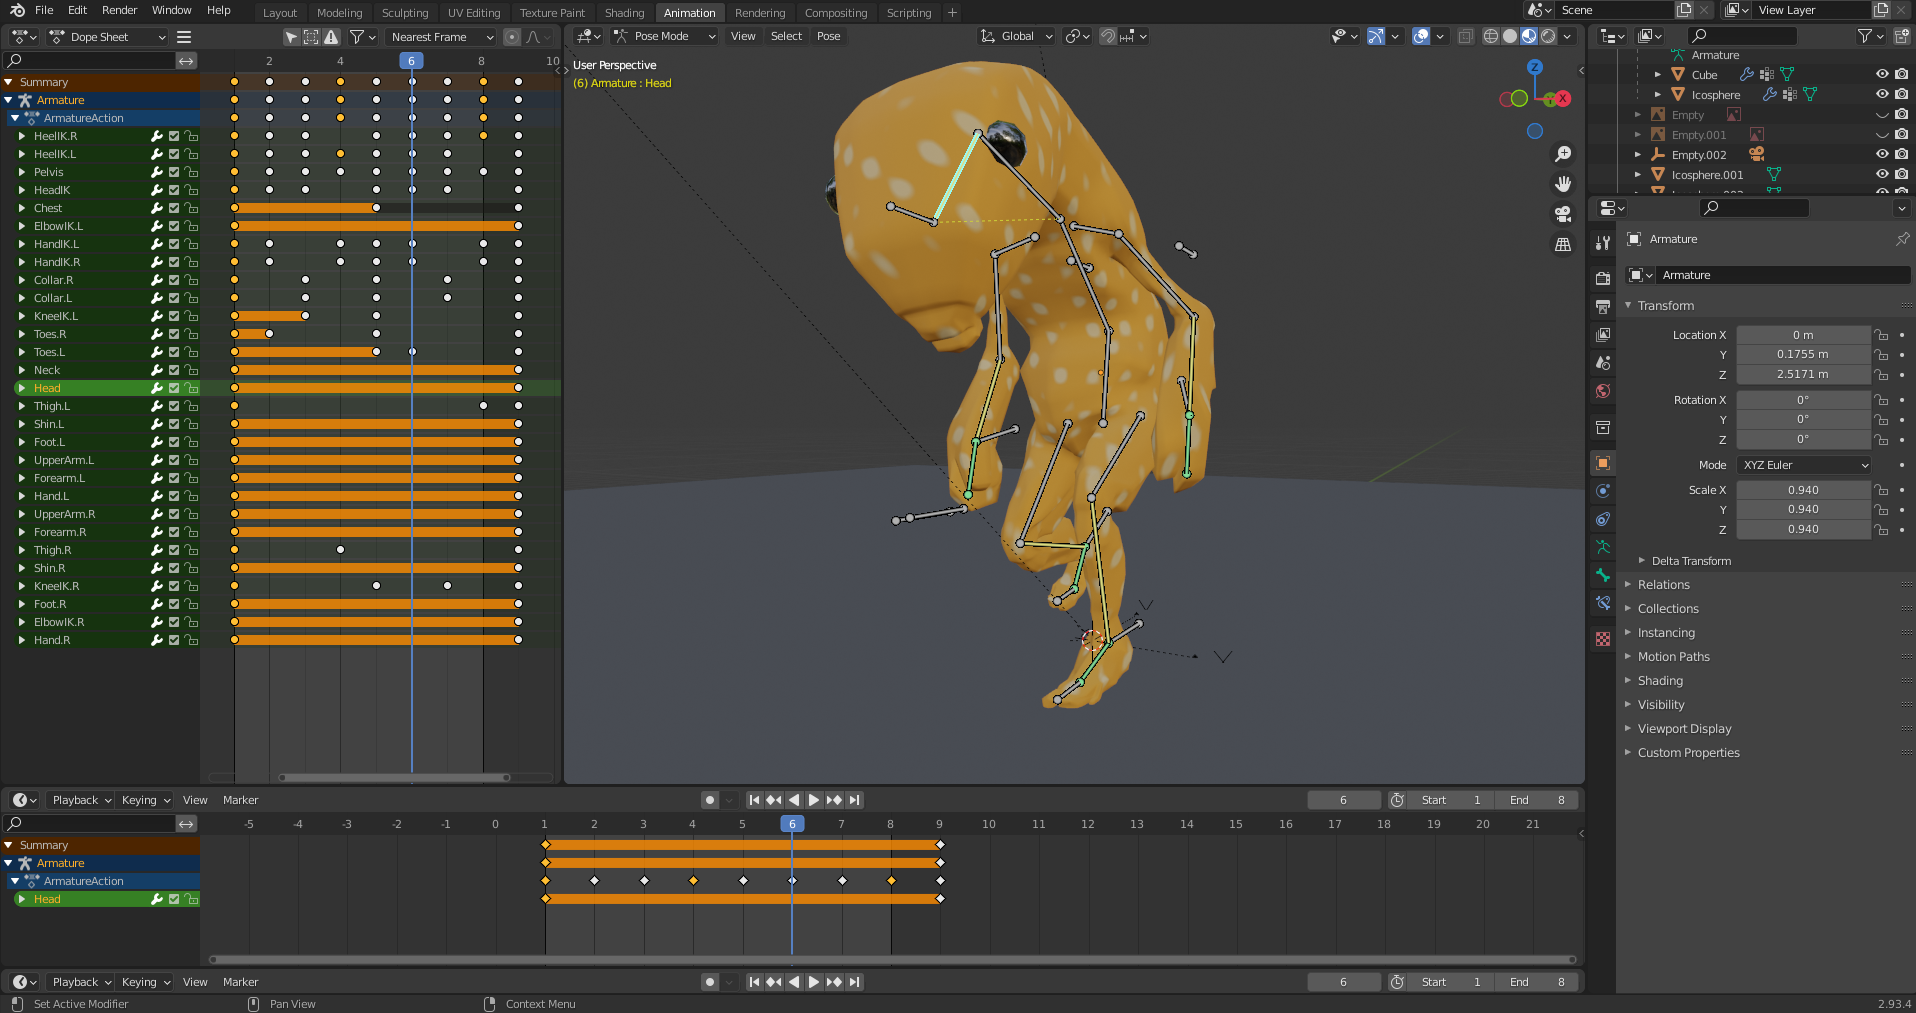 File Edit Render Window Help Layout Modeling Sculpting UV Editing Texture Paint Shading Animation Rendering Compositing Scripting + Scene View Layer
Dope Sheet Nearest Frame Pose Mode View Select Pose Global
2 4 6 8 10
User Perspective
(6) Armature : Head
Summary
Armature
ArmatureAction
HeelIK.R
HeelIK.L
Pelvis
HeadIK
Chest
ElbowIK.L
HandIK.L
HandIK.R
Collar.R
Collar.L
KneeIK.L
Toes.R
Toes.L
Neck
Head
Thigh.L
Shin.L
Foot.L
UpperArm.L
Forearm.L
Hand.L
UpperArm.R
Forearm.R
Thigh.R
Shin.R
KneeIK.R
Foot.R
ElbowIK.R
Hand.R
Z
Y X
Armature
Cube
Icosphere
Empty
Empty.001
Empty.002
Icosphere.001
Armature
Armature
Transform
Location X 0 m
Y 0.1755 m
Z 2.5171 m
Rotation X 0°
Y 0°
Z 0°
Mode XYZ Euler
Scale X 0.940
Y 0.940
Z 0.940
Delta Transform
Relations
Collections
Instancing
Motion Paths
Shading
Visibility
Viewport Display
Custom Properties
Playback Keying View Marker 6 Start 1 End 8
-5 -4 -3 -2 -1 0 1 2 3 4 5 6 7 8 9 10 11 12 13 14 15 16 17 18 19 20 21
Summary
Armature
ArmatureAction
Head
Playback Keying View Marker 6 Start 1 End 8
Set Active Modifier Pan View Context Menu 2.93.4